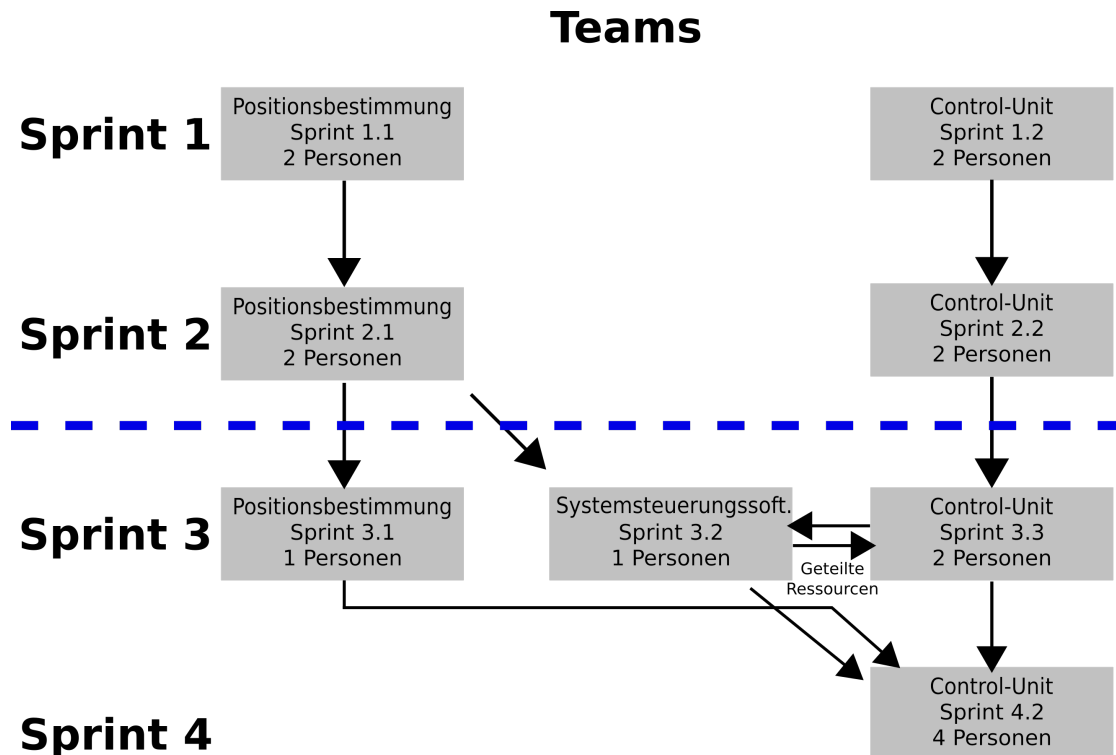 Teams
Sprint 1
Positionsbestimmung
Sprint 1.1
2 Personen
Control-Unit
Sprint 1.2
2 Personen
Sprint 2
Positionsbestimmung
Sprint 2.1
2 Personen
Control-Unit
Sprint 2.2
2 Personen
Sprint 3
Positionsbestimmung
Sprint 3.1
1 Personen
Systemsteuerungssoft.
Sprint 3.2
1 Personen
Geteilte
Ressourcen
Control-Unit
Sprint 3.3
2 Personen
Sprint 4
Control-Unit
Sprint 4.2
4 Personen